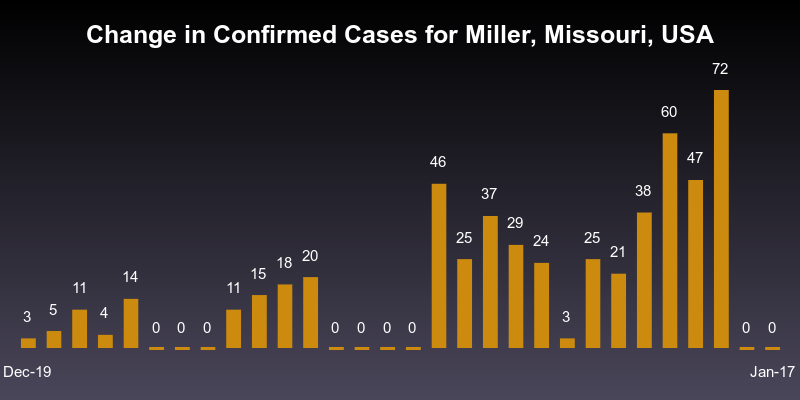 Change in Confirmed Cases for Miller, Missouri, USA
3 5 11 4 14 0 0 0 11 15 18 20 0 0 0 0 46 25 37 29 24 3 25 21 38 60 47 72 0 0
Dec-19 Jan-17